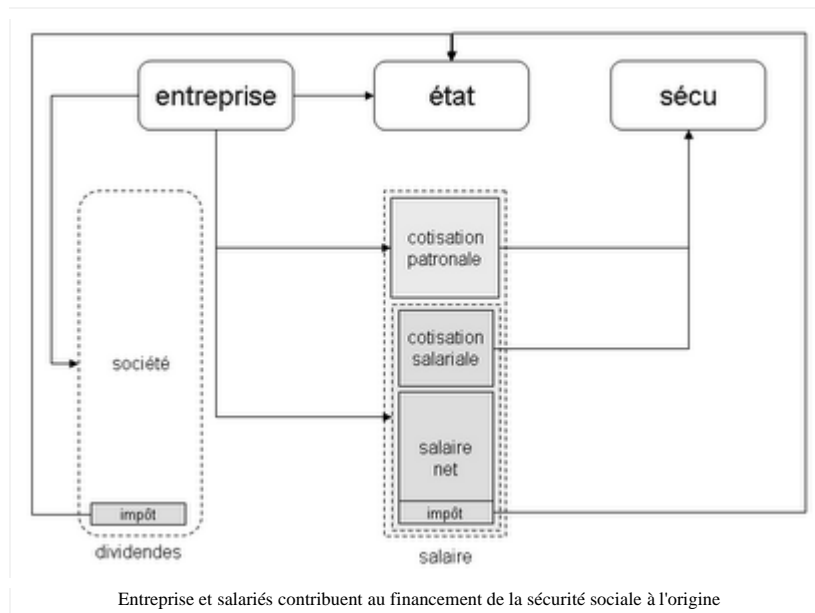 entreprise
état
sécu
cotisation
patronale
cotisation
salariale
société
salaire
net
impôt
impôt
dividendes
salaire
Entreprise et salariés contribuent au financement de la sécurité sociale à l'origine